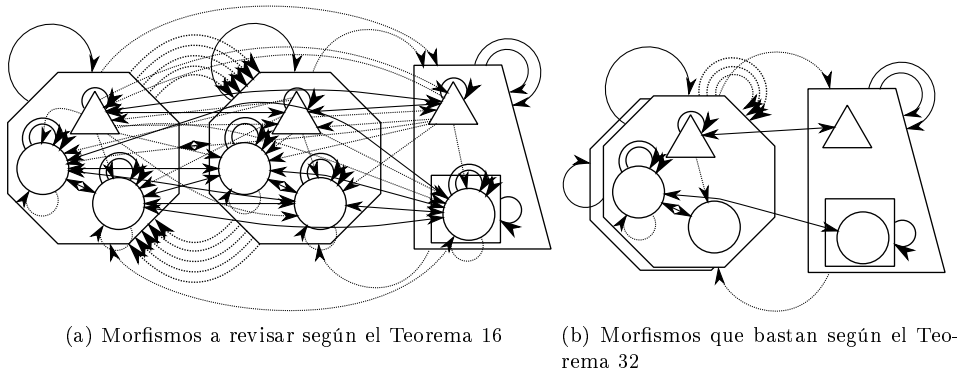 (a) Morfismos a revisar según el Teorema 16
(b) Morfismos que bastan según el Teo-
rema 32